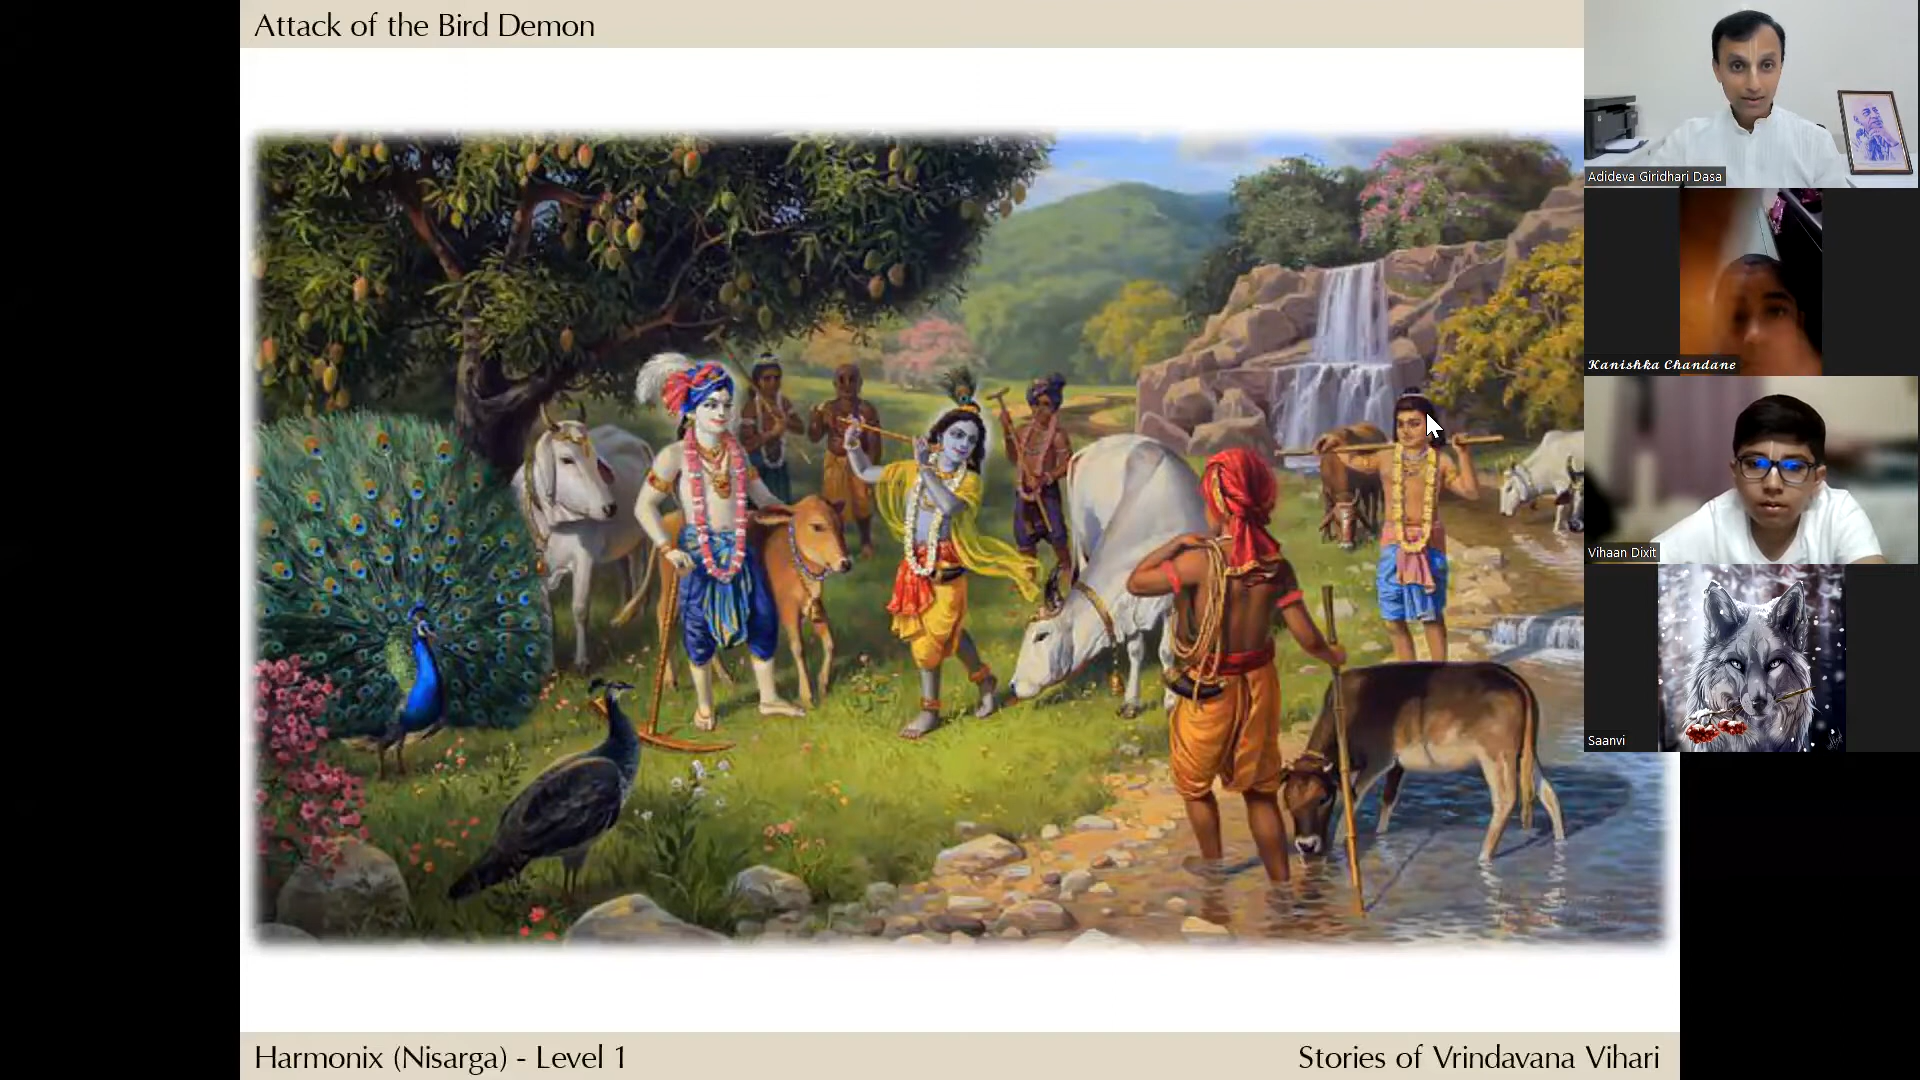 Attack of the Bird Demon
Adideva Giridhari Dasa
Kanishka Chandane
Vihaan Dixit
Saanvi
Harmonix (Nisarga) - Level 1
Stories of Vrindavana Vihari